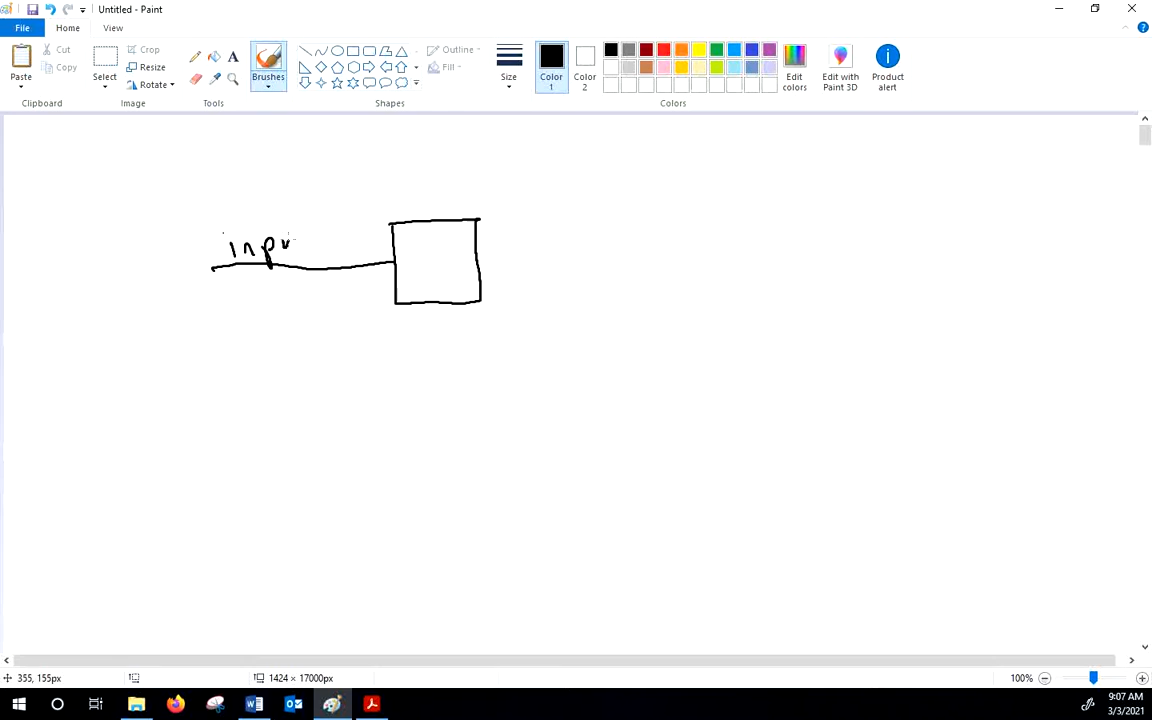 Untitled - Paint
File Home View
Paste Cut Copy Select Crop Resize Rotate A Brushes Outline Fill Size Color 1 Color 2 Edit colors Edit with Paint 3D Product alert
Clipboard Image Tools Shapes Colors
inpu
355, 155px 1424 × 17000px 100%
9:07 AM
3/3/2021